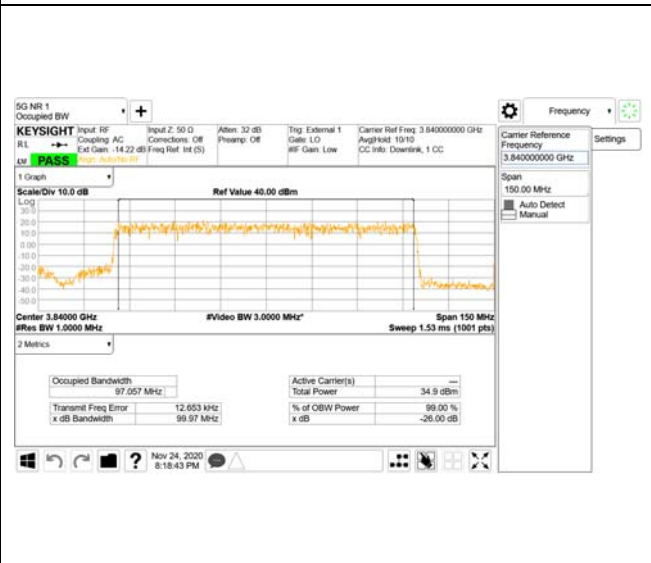 5G NR 1
Occupied BW
Frequency
KEYSIGHT
R L
PASS
Input: RF
Coupling: AC
Ext Gain: -14.22 dB
Align: Auto/No RF
Input Z: 50 Ω
Corrections: Off
Freq Ref: Int (S)
Atten: 32 dB
Preamp: Off
Trig: External 1
Gate: LO
#IF Gain: Low
Carrier Ref Freq: 3.840000000 GHz
Avg|Hold: 10/10
CC Info: Downlink, 1 CC
Carrier Reference
Frequency
3.840000000 GHz
Settings
Span
150.00 MHz
Auto Detect
Manual
1 Graph
Scale/Div 10.0 dB
Ref Value 40.00 dBm
Log
30.0
20.0
10.0
0.00
-10.0
-20.0
-30.0
-40.0
-50.0
Center 3.84000 GHz
#Video BW 3.0000 MHz*
Span 150 MHz
#Res BW 1.0000 MHz
Sweep 1.53 ms (1001 pts)
2 Metrics
Occupied Bandwidth
97.057 MHz
Active Carrier(s)
---
Total Power
34.9 dBm
Transmit Freq Error
12.653 kHz
% of OBW Power
99.00 %
x dB Bandwidth
99.97 MHz
x dB
-26.00 dB
Nov 24, 2020
8:18:43 PM